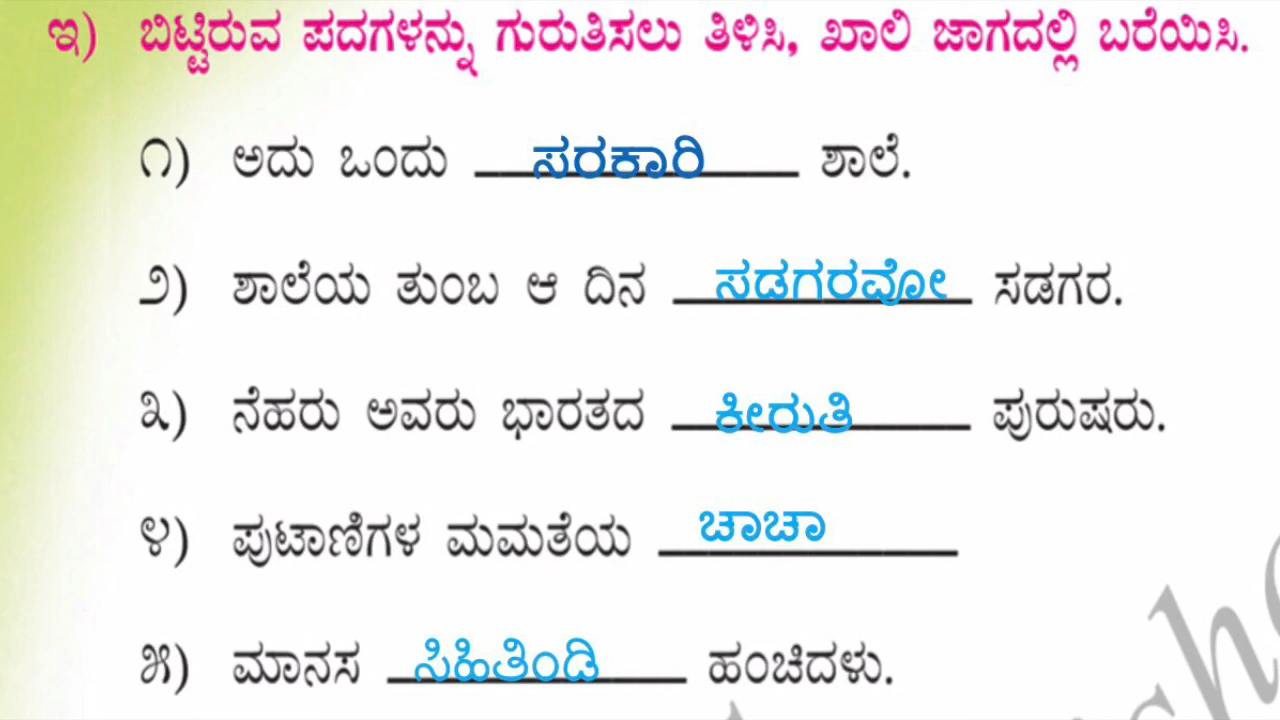 ಇ) ಬಿಟ್ಟಿರುವ ಪದಗಳನ್ನು ಗುರುತಿಸಲು ತಿಳಿಸಿ, ಖಾಲಿ ಜಾಗದಲ್ಲಿ ಬರೆಯಿಸಿ.
೧) ಅದು ಒಂದು ಸರಕಾರಿ ಶಾಲೆ.
೨) ಶಾಲೆಯ ತುಂಬ ಆ ದಿನ ಸಡಗರವೋ ಸಡಗರ.
೩) ನೆಹರು ಅವರು ಭಾರತದ ಕೀರುತಿ ಪುರುಷರು.
೪) ಪುಟಾಣಿಗಳ ಮಮತೆಯ ಚಾಚಾ
೫) ಮಾನಸ ಸಿಹಿತಿಂಡಿ ಹಂಚಿದಳು.